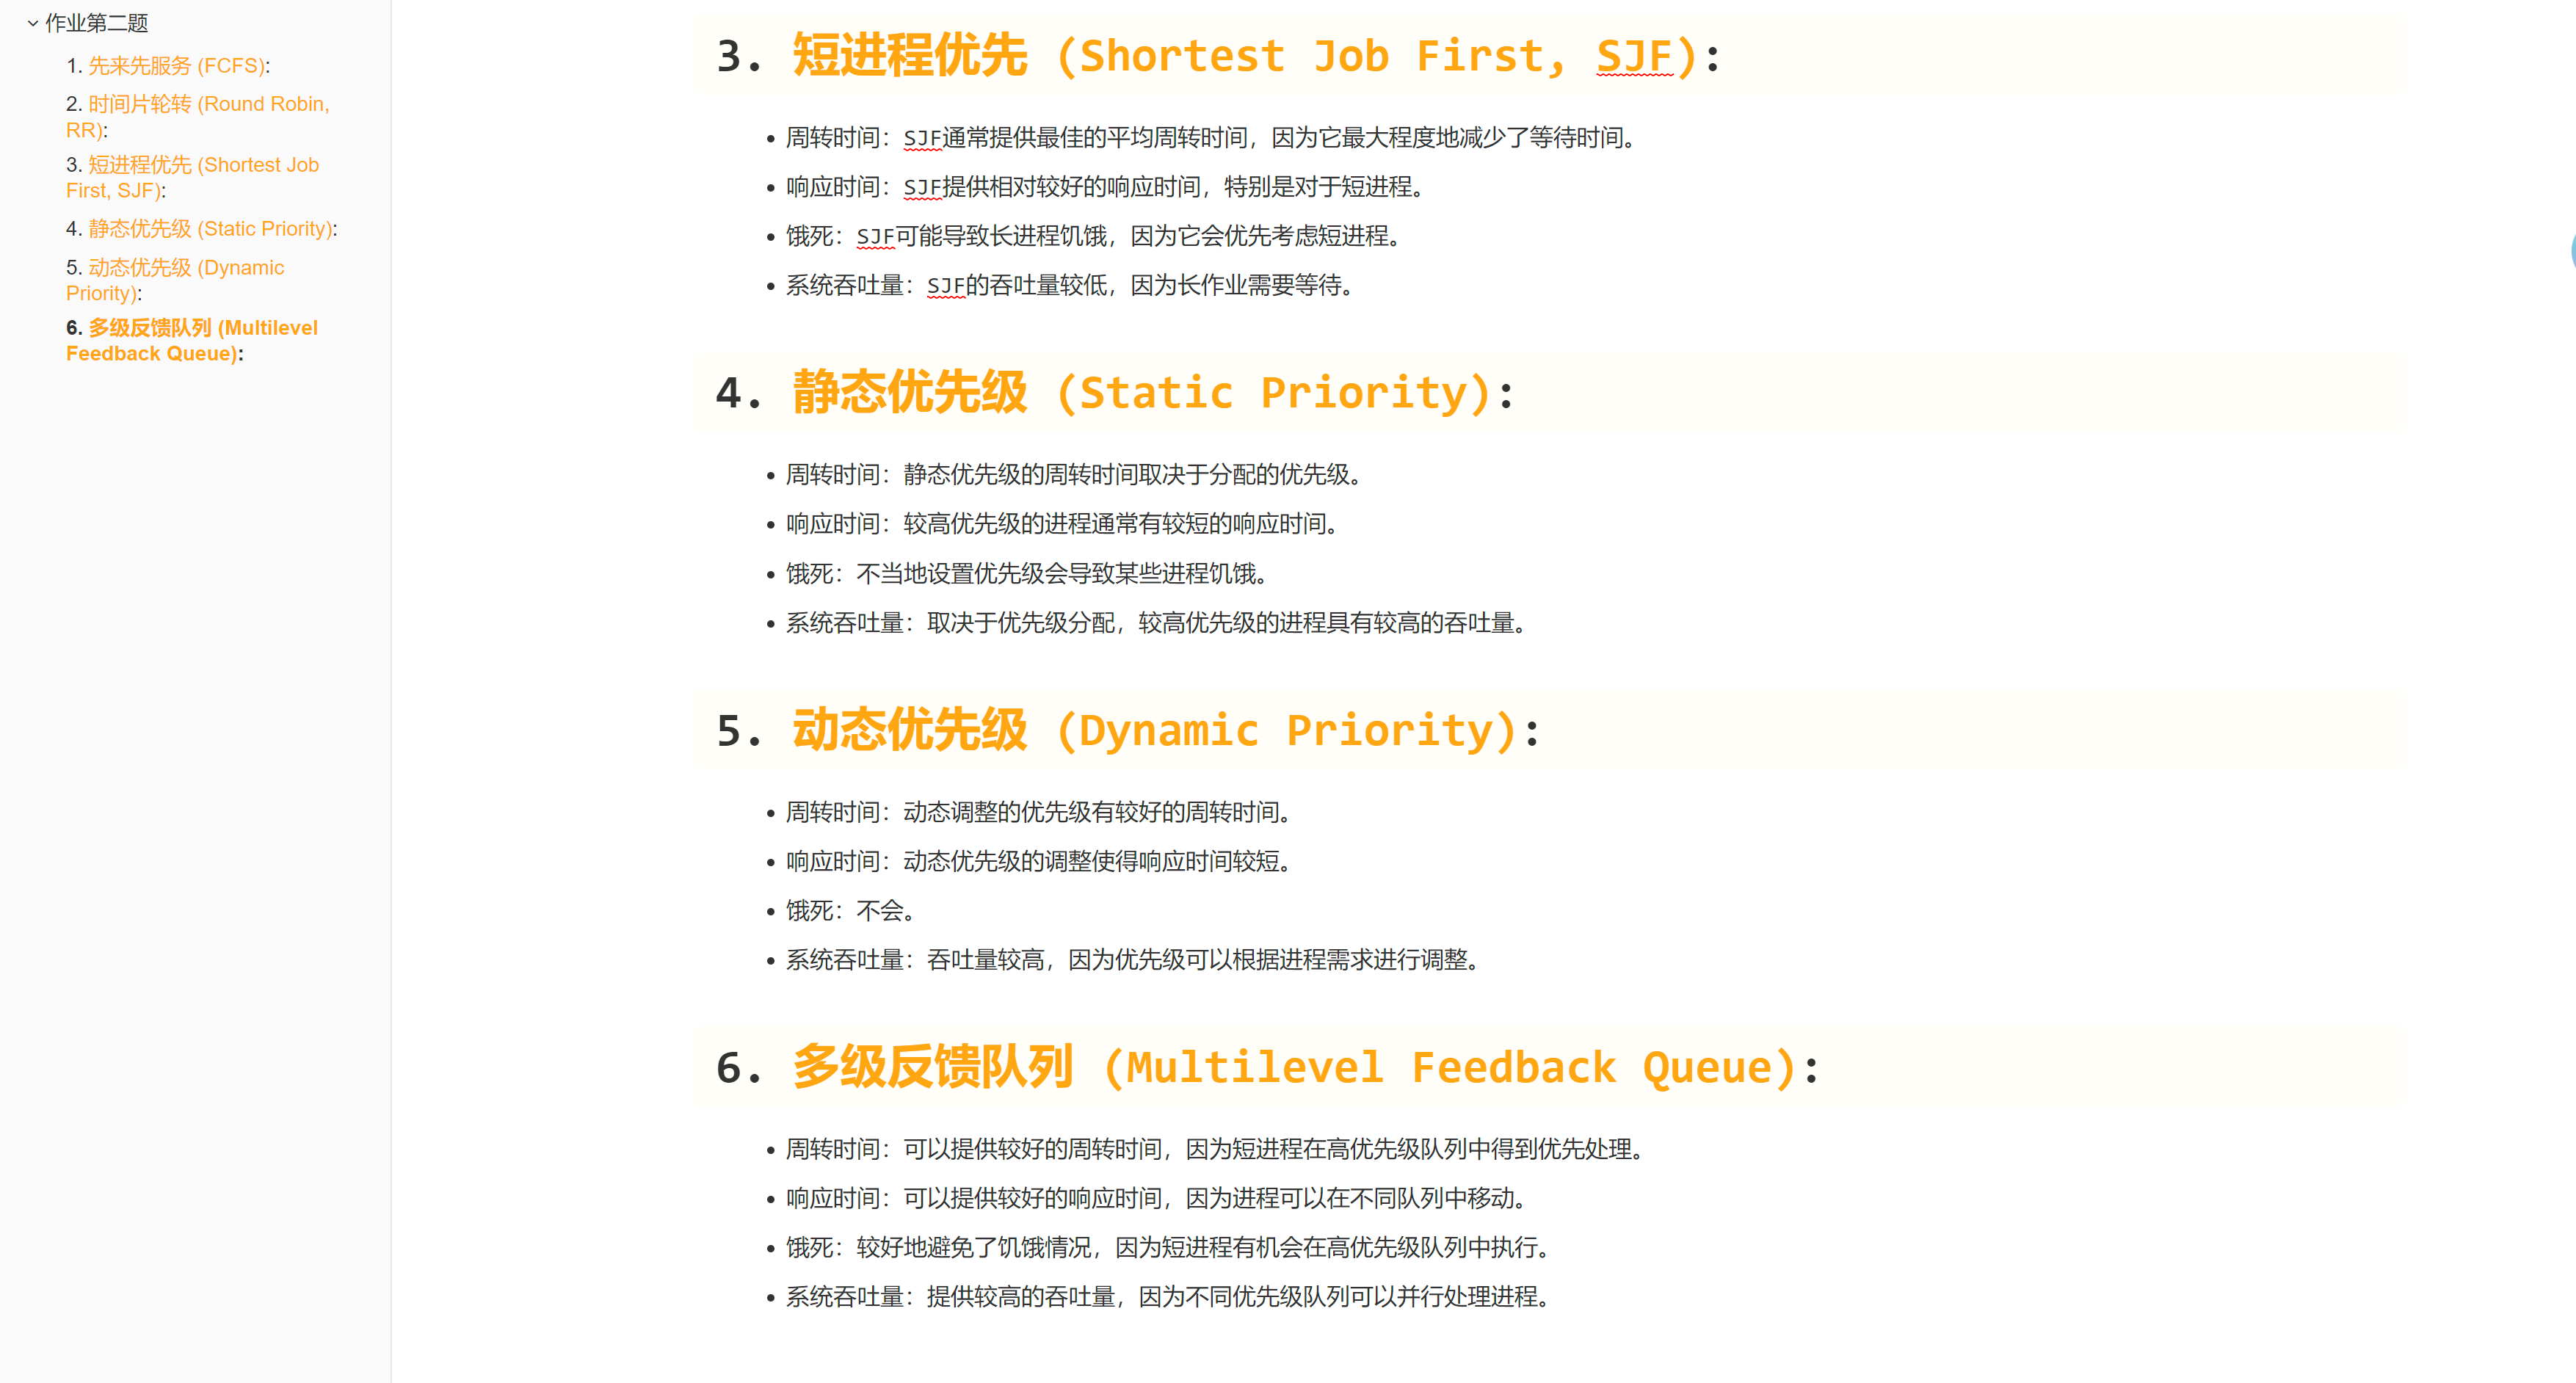 作业第二题
1. 先来先服务 (FCFS):
2. 时间片轮转 (Round Robin,
RR):
3. 短进程优先 (Shortest Job
First, SJF):
4. 静态优先级 (Static Priority):
5. 动态优先级 (Dynamic
Priority):
6. 多级反馈队列 (Multilevel
Feedback Queue):
3. 短进程优先 (Shortest Job First, SJF):
周转时间：SJF通常提供最佳的平均周转时间，因为它最大程度地减少了等待时间。
响应时间：SJF提供相对较好的响应时间，特别是对于短进程。
饿死：SJF可能导致长进程饥饿，因为它会优先考虑短进程。
系统吞吐量：SJF的吞吐量较低，因为长作业需要等待。
4. 静态优先级 (Static Priority):
周转时间：静态优先级的周转时间取决于分配的优先级。
响应时间：较高优先级的进程通常有较短的响应时间。
饿死：不当地设置优先级会导致某些进程饥饿。
系统吞吐量：取决于优先级分配，较高优先级的进程具有较高的吞吐量。
5. 动态优先级 (Dynamic Priority):
周转时间：动态调整的优先级有较好的周转时间。
响应时间：动态优先级的调整使得响应时间较短。
饿死：不会。
系统吞吐量：吞吐量较高，因为优先级可以根据进程需求进行调整。
6. 多级反馈队列 (Multilevel Feedback Queue):
周转时间：可以提供较好的周转时间，因为短进程在高优先级队列中得到优先处理。
响应时间：可以提供较好的响应时间，因为进程可以在不同队列中移动。
饿死：较好地避免了饥饿情况，因为短进程有机会在高优先级队列中执行。
系统吞吐量：提供较高的吞吐量，因为不同优先级队列可以并行处理进程。